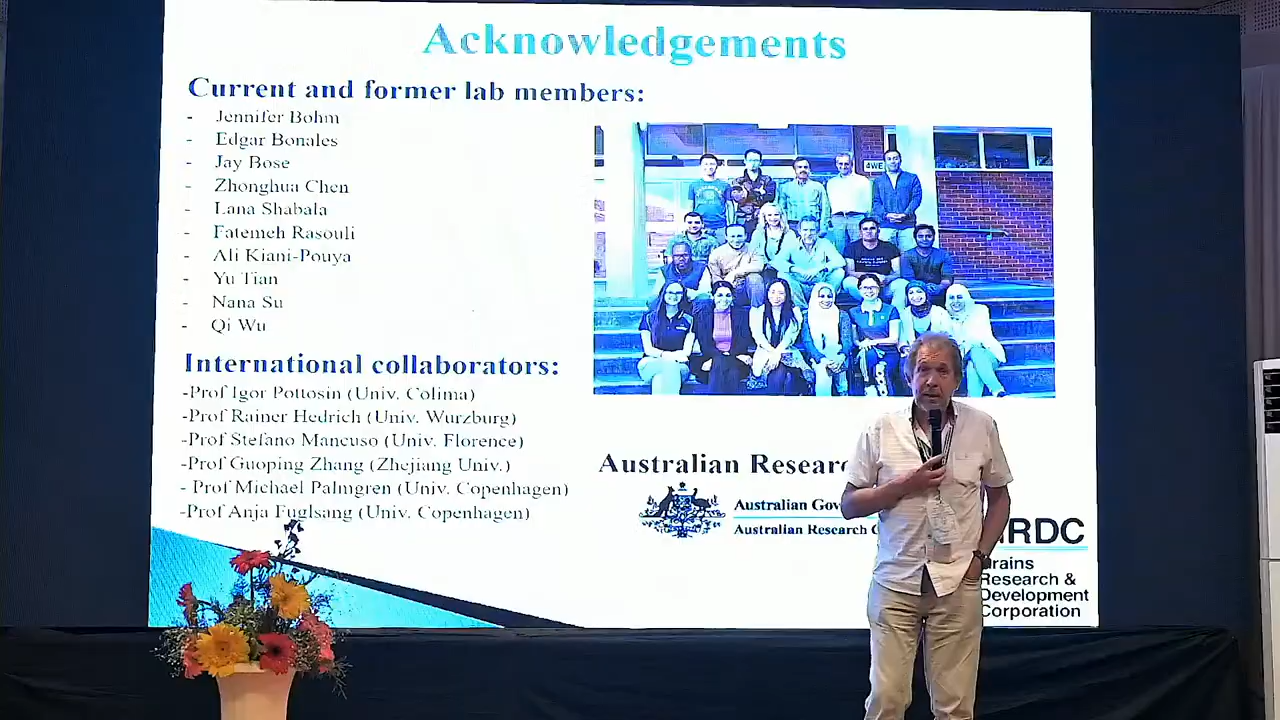 Acknowledgements
Current and former lab members:
- Jennifer Bohm
- Edgar Bonales
- Jay Bose
- Zhonghua Chen
- Lana Shabala
- Fatemeh Rasouli
- Ali Kiani-Pouya
- Yu Tian
- Nana Su
- Qi Wu
International collaborators:
-Prof Igor Pottosin (Univ. Colima)
-Prof Rainer Hedrich (Univ. Wurzburg)
-Prof Stefano Mancuso (Univ. Florence)
-Prof Guoping Zhang (Zhejiang Univ.)
- Prof Michael Palmgren (Univ. Copenhagen)
-Prof Anja Fuglsang (Univ. Copenhagen)
4WE
Australian Researc
Australian Gov
Australian Research C
RDC
rains
Research &
Development
Corporation